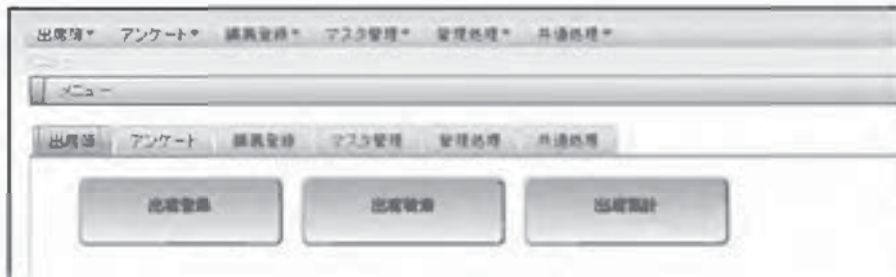 出席簿▼ アンケート▼ 講義登録▼ マスタ管理▼ 管理処理▼ 共通処理▼
メニュー
出席簿 アンケート 講義登録 マスタ管理 管理処理 共通処理
出席登録 出席検索 出席集計